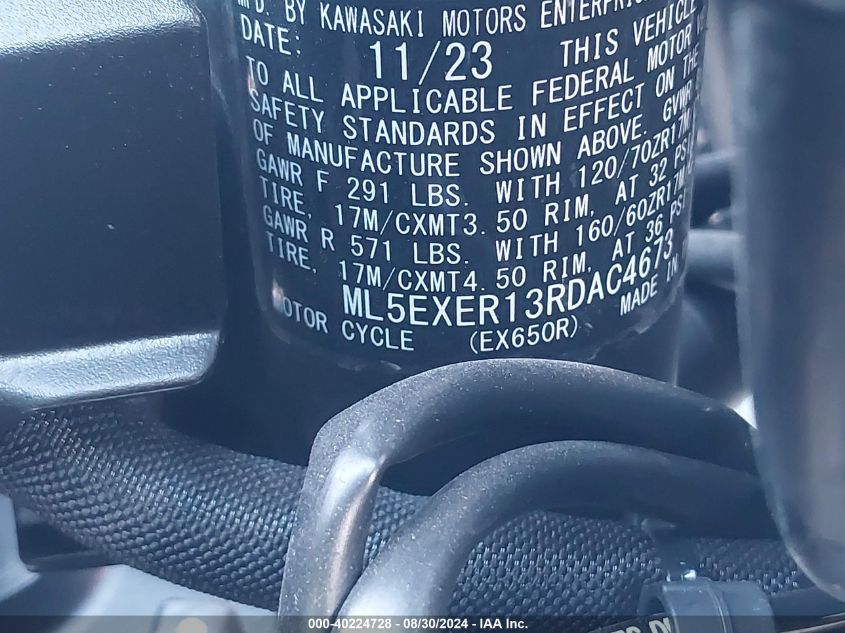 MFD. BY KAWASAKI MOTORS
DATE: 11/23 THIS VEHICLE
TO ALL APPLICABLE FEDERAL MOTOR
SAFETY STANDARDS IN EFFECT ON THE
OF MANUFACTURE SHOWN ABOVE. GVWR
GAWR F 291 LBS. WITH 120/70ZR17M
TIRE, 17M/CXMT3.50 RIM, AT 32 PSI
GAWR R 571 LBS. WITH 160/60ZR17M
TIRE, 17M/CXMT4.50 RIM, AT 36 PSI
ML5EXER13RDAC4673
MOTOR CYCLE (EX650R) MADE IN
000-40224728 - 08/30/2024 - IAA Inc.